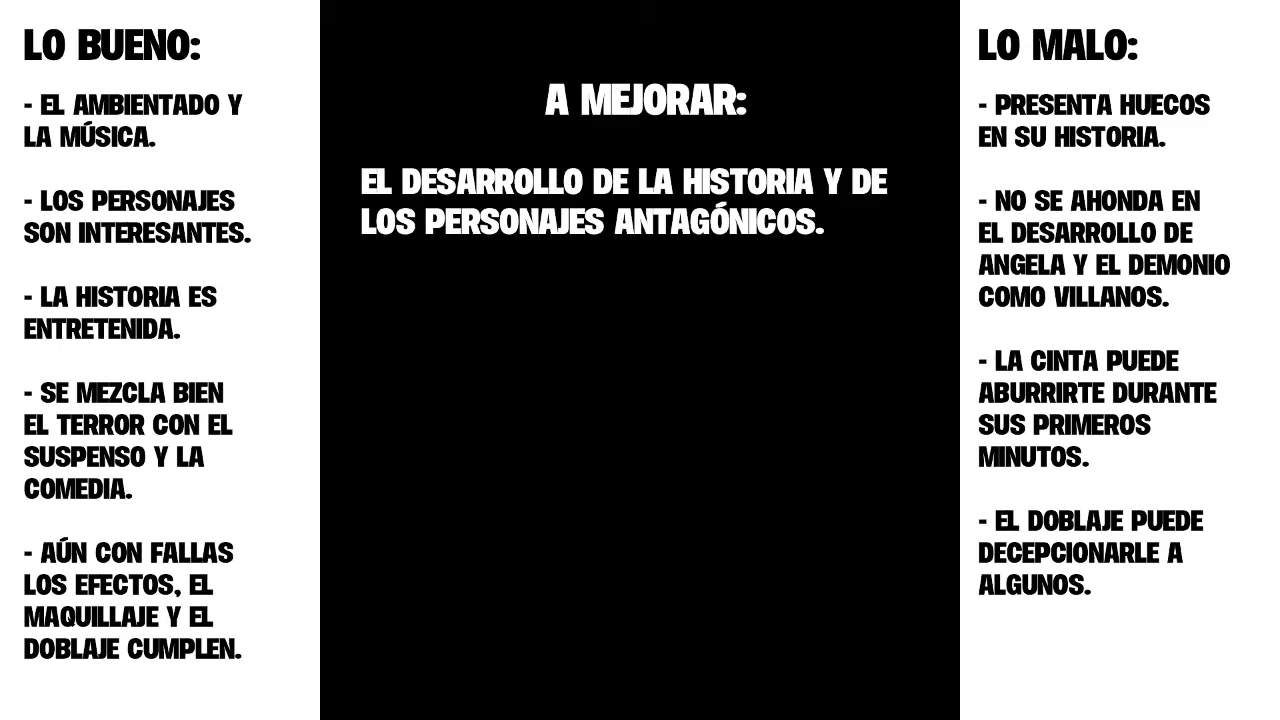 LO BUENO:
- EL AMBIENTADO Y
LA MÚSICA.
- LOS PERSONAJES
SON INTERESANTES.
- LA HISTORIA ES
ENTRETENIDA.
- SE MEZCLA BIEN
EL TERROR CON EL
SUSPENSO Y LA
COMEDIA.
- AÚN CON FALLAS
LOS EFECTOS, EL
MAQUILLAJE Y EL
DOBLAJE CUMPLEN.
A MEJORAR:
EL DESARROLLO DE LA HISTORIA Y DE
LOS PERSONAJES ANTAGÓNICOS.
LO MALO:
- PRESENTA HUECOS
EN SU HISTORIA.
- NO SE AHONDA EN
EL DESARROLLO DE
ANGELA Y EL DEMONIO
COMO VILLANOS.
- LA CINTA PUEDE
ABURRIRTE DURANTE
SUS PRIMEROS
MINUTOS.
- EL DOBLAJE PUEDE
DECEPCIONARLE A
ALGUNOS.